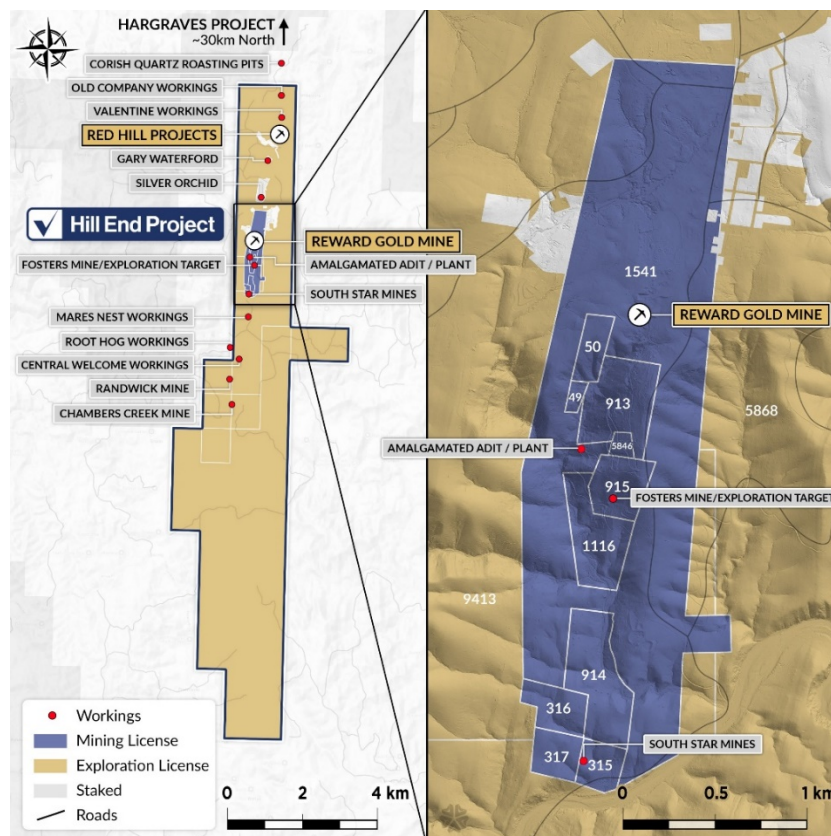 HARGRAVES PROJECT
~30km North
CORISH QUARTZ ROASTING PITS
OLD COMPANY WORKINGS
VALENTINE WORKINGS
RED HILL PROJECTS
GARY WATERFORD
SILVER ORCHID
Hill End Project
REWARD GOLD MINE
FOSTERS MINE/EXPLORATION TARGET
AMALGAMATED ADIT / PLANT
SOUTH STAR MINES
MARES NEST WORKINGS
ROOT HOG WORKINGS
CENTRAL WELCOME WORKINGS
RANDWICK MINE
CHAMBERS CREEK MINE
Workings
Mining License
Exploration License
Staked
Roads
0 2 4 km
1541
REWARD GOLD MINE
50
49
913
5868
5846
AMALGAMATED ADIT / PLANT
915
FOSTERS MINE/EXPLORATION TARGET
1116
9413
914
316
SOUTH STAR MINES
317
315
0 0.5 1 km